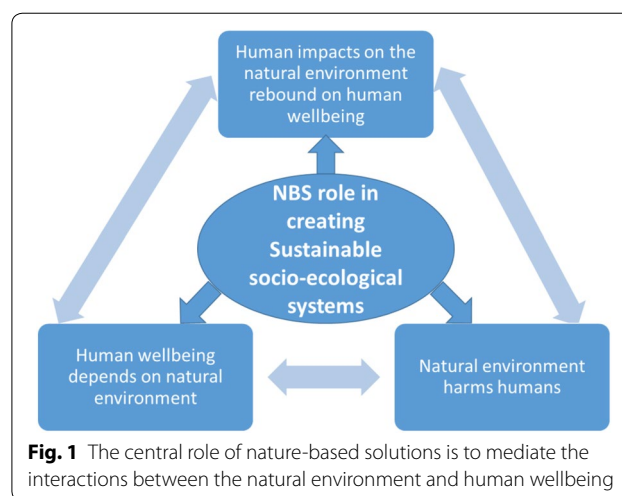 Human impacts on the
natural environment
rebound on human
wellbeing
NBS role in
creating
Sustainable
socio-ecological
systems
Human wellbeing
depends on natural
environment
Natural environment
harms humans
Fig. 1 The central role of nature-based solutions is to mediate the
interactions between the natural environment and human wellbeing